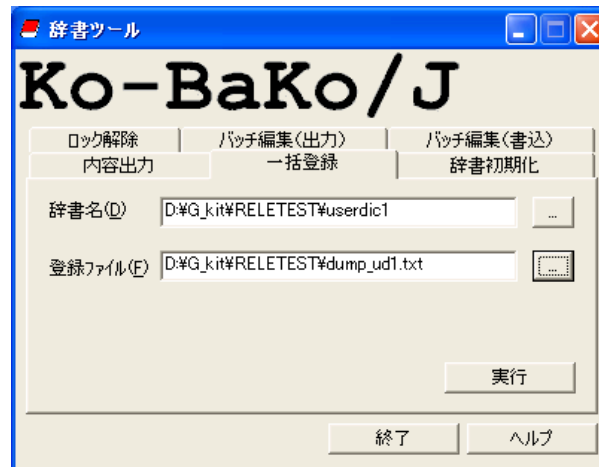 辞書ツール
Ko-BaKo/J
ロック解除 バッチ編集(出力) バッチ編集(書込)
内容出力 一括登録 辞書初期化
辞書名(D) D:¥G_kit¥RELETEST¥userdic1 ...
登録ファイル(F) D:¥G_kit¥RELETEST¥dump_ud1.txt ...
実行
終了 ヘルプ